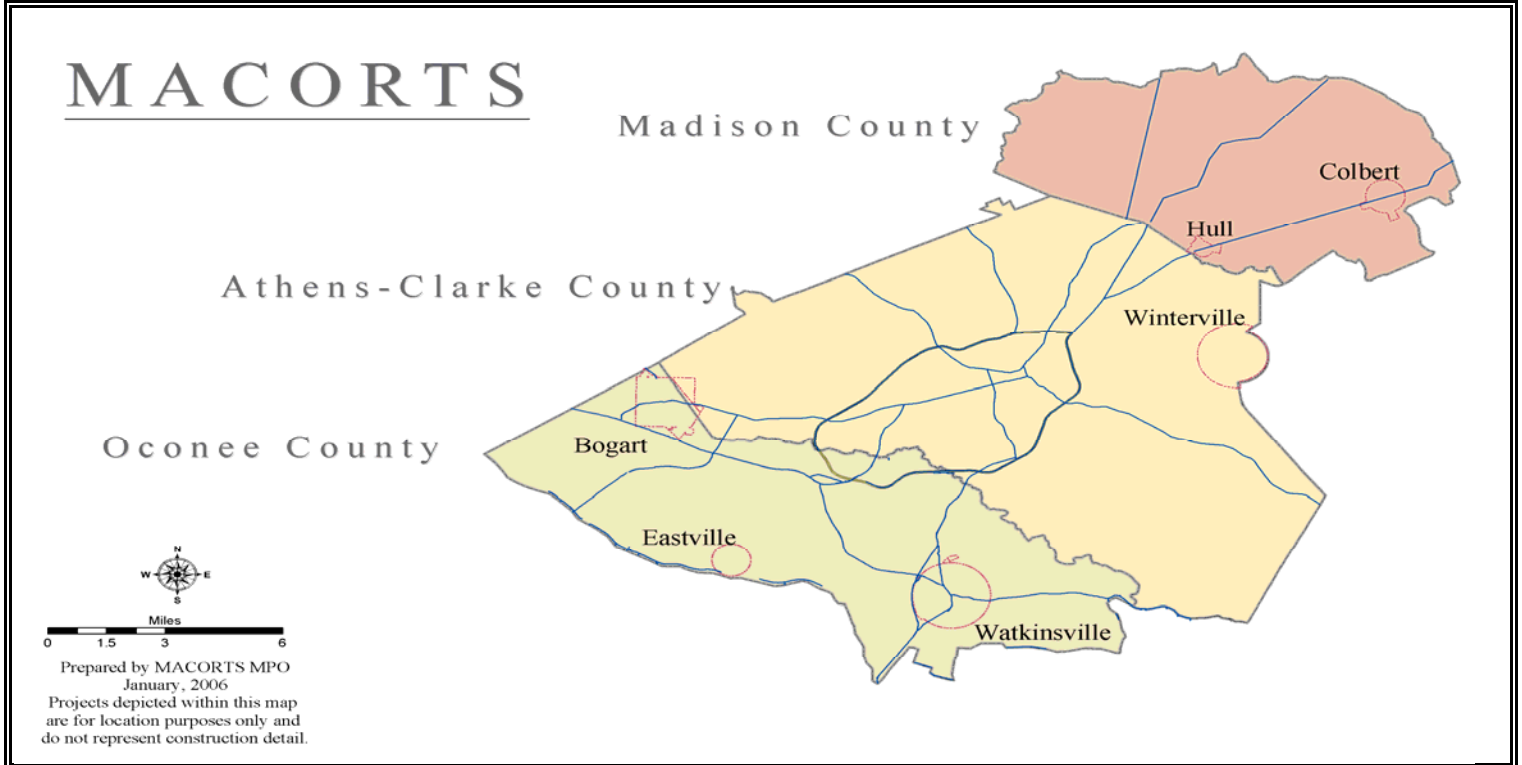 MACORTS
Madison County
Colbert
Hull
Athens-Clarke County
Winterville
Oconee County
Bogart
Eastville
Watkinsville
N
W E
S
Miles
0 1.5 3 6
Prepared by MACORTS MPO
January, 2006
Projects depicted within this map
are for location purposes only and
do not represent construction detail.